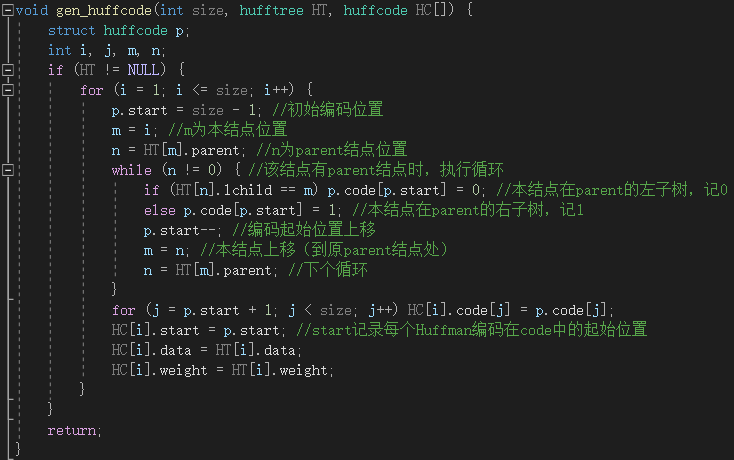 void gen_huffcode(int size, hufftree HT, huffcode HC[]) {
    struct huffcode p;
    int i, j, m, n;
    if (HT != NULL) {
        for (i = 1; i <= size; i++) {
            p.start = size - 1; //初始编码位置
            m = i; //m为本结点位置
            n = HT[m].parent; //n为parent结点位置
            while (n != 0) { //该结点有parent结点时，执行循环
                if (HT[n].lchild == m) p.code[p.start] = 0; //本结点在parent的左子树，记0
                else p.code[p.start] = 1; //本结点在parent的右子树，记1
                p.start--; //编码起始位置上移
                m = n; //本结点上移（到原parent结点处）
                n = HT[m].parent; //下个循环
            }
            for (j = p.start + 1; j < size; j++) HC[i].code[j] = p.code[j];
            HC[i].start = p.start; //start记录每个Huffman编码在code中的起始位置
            HC[i].data = HT[i].data;
            HC[i].weight = HT[i].weight;
        }
    }
    return;
}